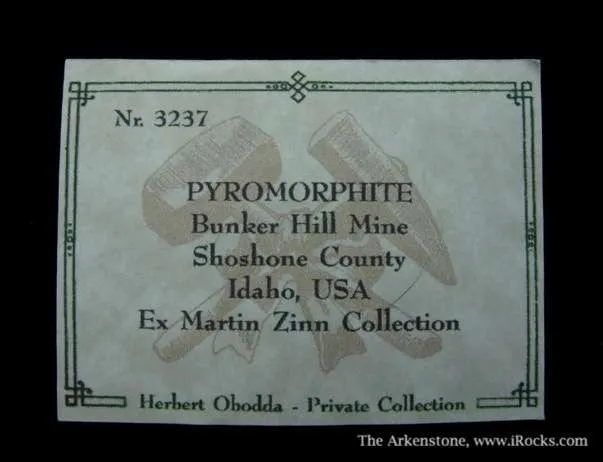 Nr. 3237
PYROMORPHITE
Bunker Hill Mine
Shoshone County
Idaho, USA
Ex Martin Zinn Collection
Herbert Obodda - Private Collection
The Arkenstone, www.iRocks.com